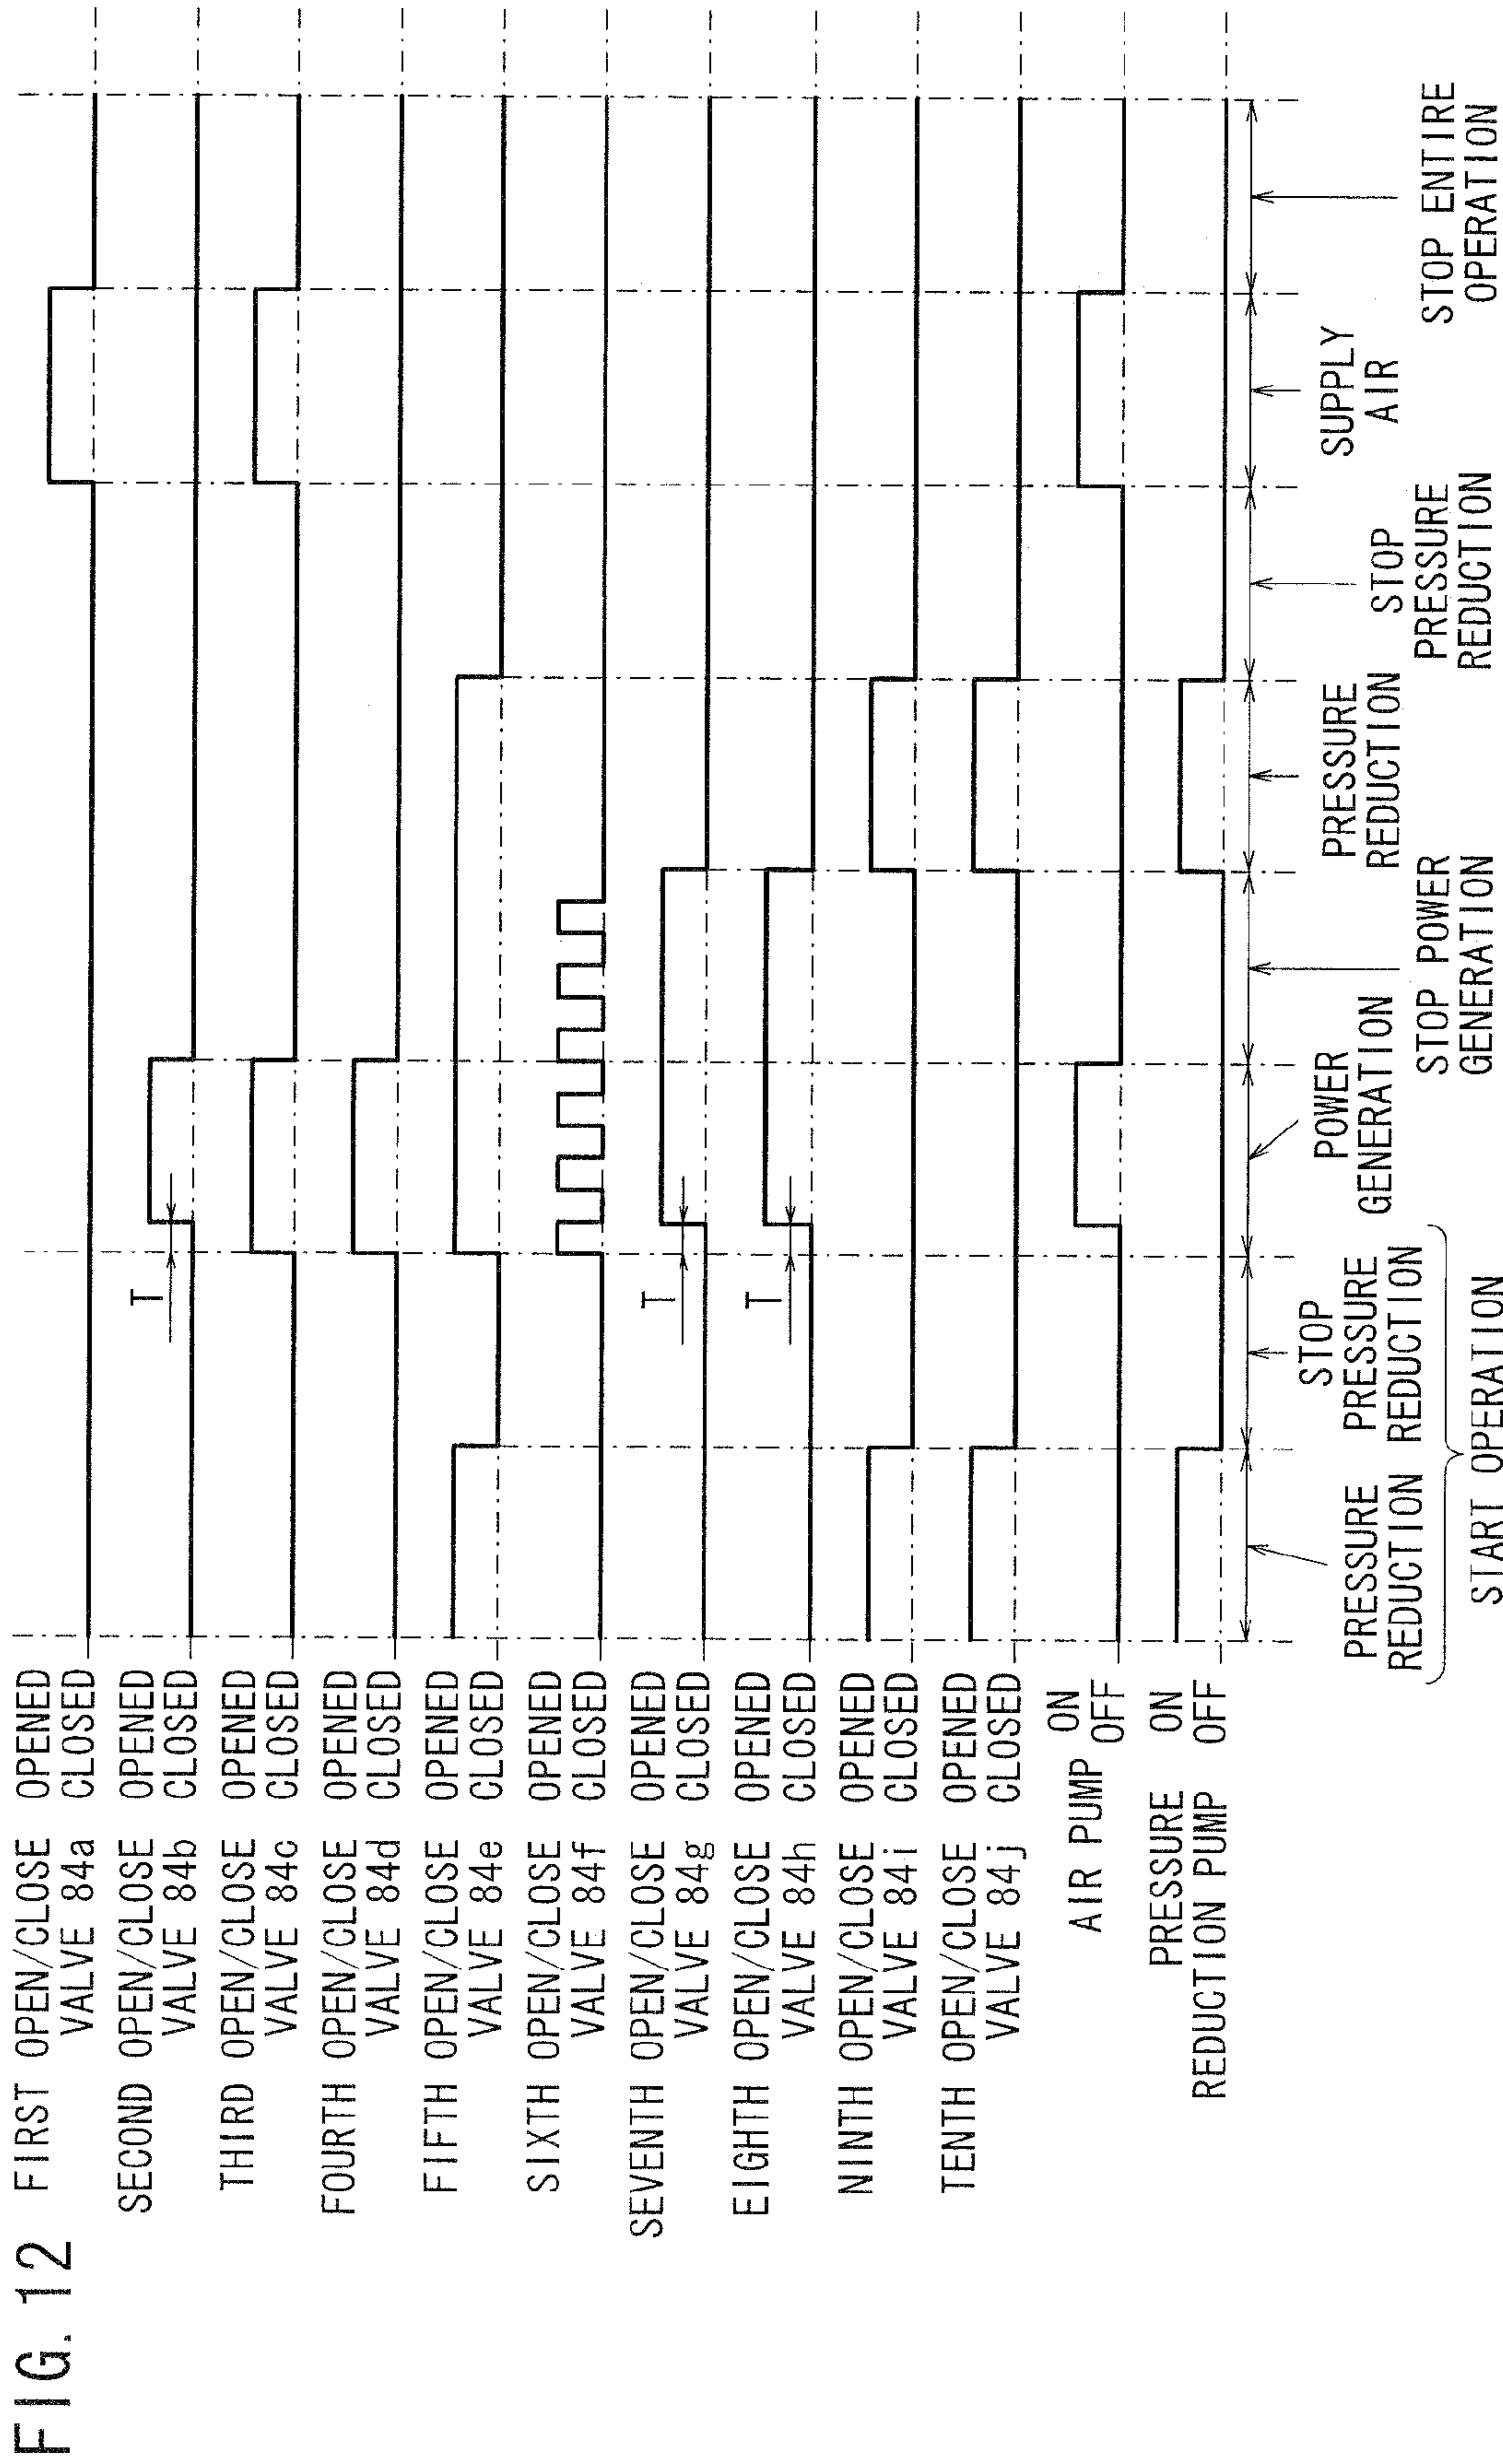 FIG. 12
FIRST OPEN/CLOSE OPENED
VALVE 84a CLOSED
SECOND OPEN/CLOSE OPENED
VALVE 84b CLOSED
THIRD OPEN/CLOSE OPENED
VALVE 84c CLOSED
FOURTH OPEN/CLOSE OPENED
VALVE 84d CLOSED
FIFTH OPEN/CLOSE OPENED
VALVE 84e CLOSED
SIXTH OPEN/CLOSE OPENED
VALVE 84f CLOSED
SEVENTH OPEN/CLOSE OPENED
VALVE 84g CLOSED
EIGHTH OPEN/CLOSE OPENED
VALVE 84h CLOSED
NINTH OPEN/CLOSE OPENED
VALVE 84i CLOSED
TENTH OPEN/CLOSE OPENED
VALVE 84j CLOSED
AIR PUMP ON
OFF
PRESSURE ON
REDUCTION PUMP OFF
T
T
T
PRESSURE
REDUCTION
STOP
PRESSURE
REDUCTION
START OPERATION
POWER
GENERATION
STOP POWER
GENERATION
PRESSURE
REDUCTION
STOP
PRESSURE
REDUCTION
SUPPLY
AIR
STOP ENTIRE
OPERATION